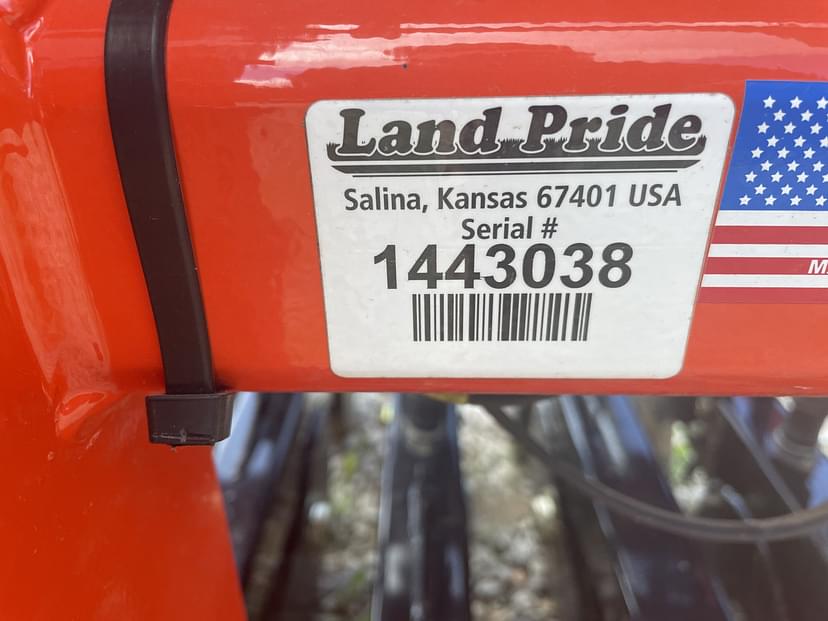 Land Pride
Salina, Kansas 67401 USA
Serial #
1443038